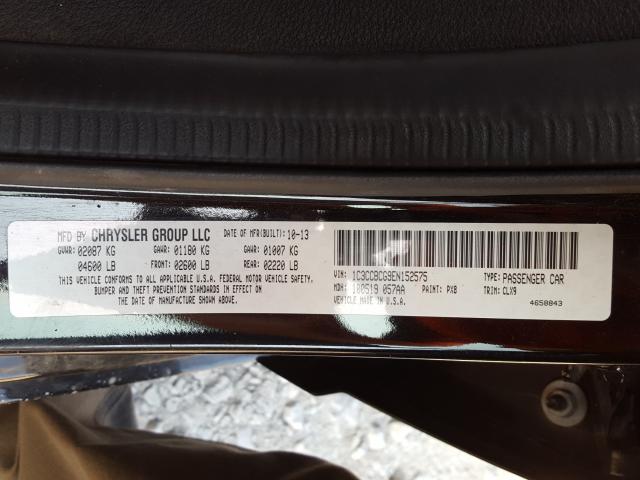 MFD BY CHRYSLER GROUP LLC DATE OF MFR(BUILT): 10-13
GVWR: 02087 KG GAWR: 01180 KG GAWR: 01007 KG
04600 LB FRONT: 02600 LB REAR: 02220 LB
THIS VEHICLE CONFORMS TO ALL APPLICABLE U.S.A. FEDERAL MOTOR VEHICLE SAFETY,
BUMPER AND THEFT PREVENTION STANDARDS IN EFFECT ON
THE DATE OF MANUFACTURE SHOWN ABOVE.
VIN: 1C3CCBCG9EN152575 TYPE: PASSENGER CAR
MDH: 100519 057AA PAINT: PX8 TRIM: CLX9
VEHICLE MADE IN U.S.A. 4658843